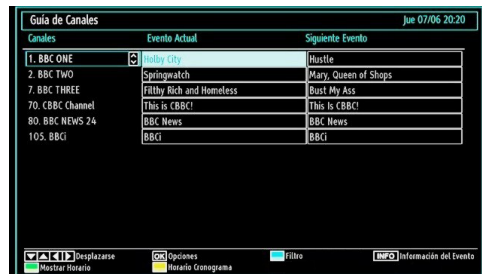 Guía de Canales Jue 07/06 20:20
Canales Evento Actual Siguiente Evento
1. BBC ONE Holby City Hustle
2. BBC TWO Springwatch Mary, Queen of Shops
7. BBC THREE Filthy Rich and Homeless Bust My Ass
70. CBBC Channel This is CBBC! This Is CBBC!
80. BBC NEWS 24 BBC News BBC News
105. BBCi BBCi BBCi
Desplazarse OK Opciones Filtro INFO Información del Evento
Mostrar Horario Horario Cronograma